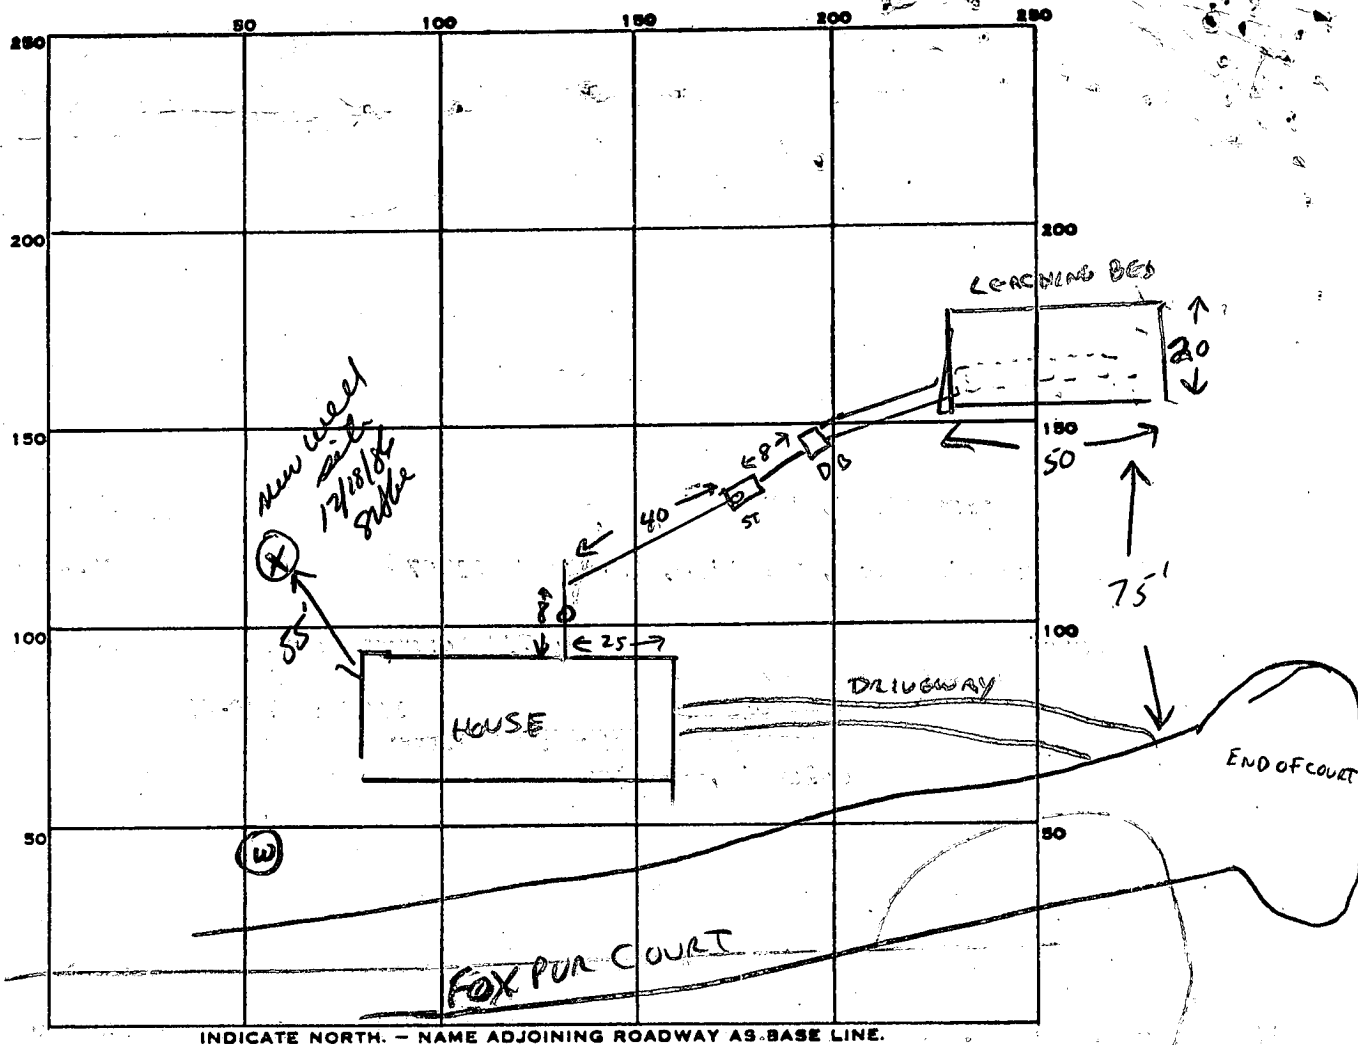 50 100 150 200 250
250
200 200
LEACHING BED
20
150 150
50
new well
site
12/18/86
8
DB
40
ST
75'
8
100 100
55'
25
DRIVEWAY
HOUSE
END OF COURT
50 50
W
FOX PUR COURT
INDICATE NORTH. — NAME ADJOINING ROADWAY AS BASE LINE.